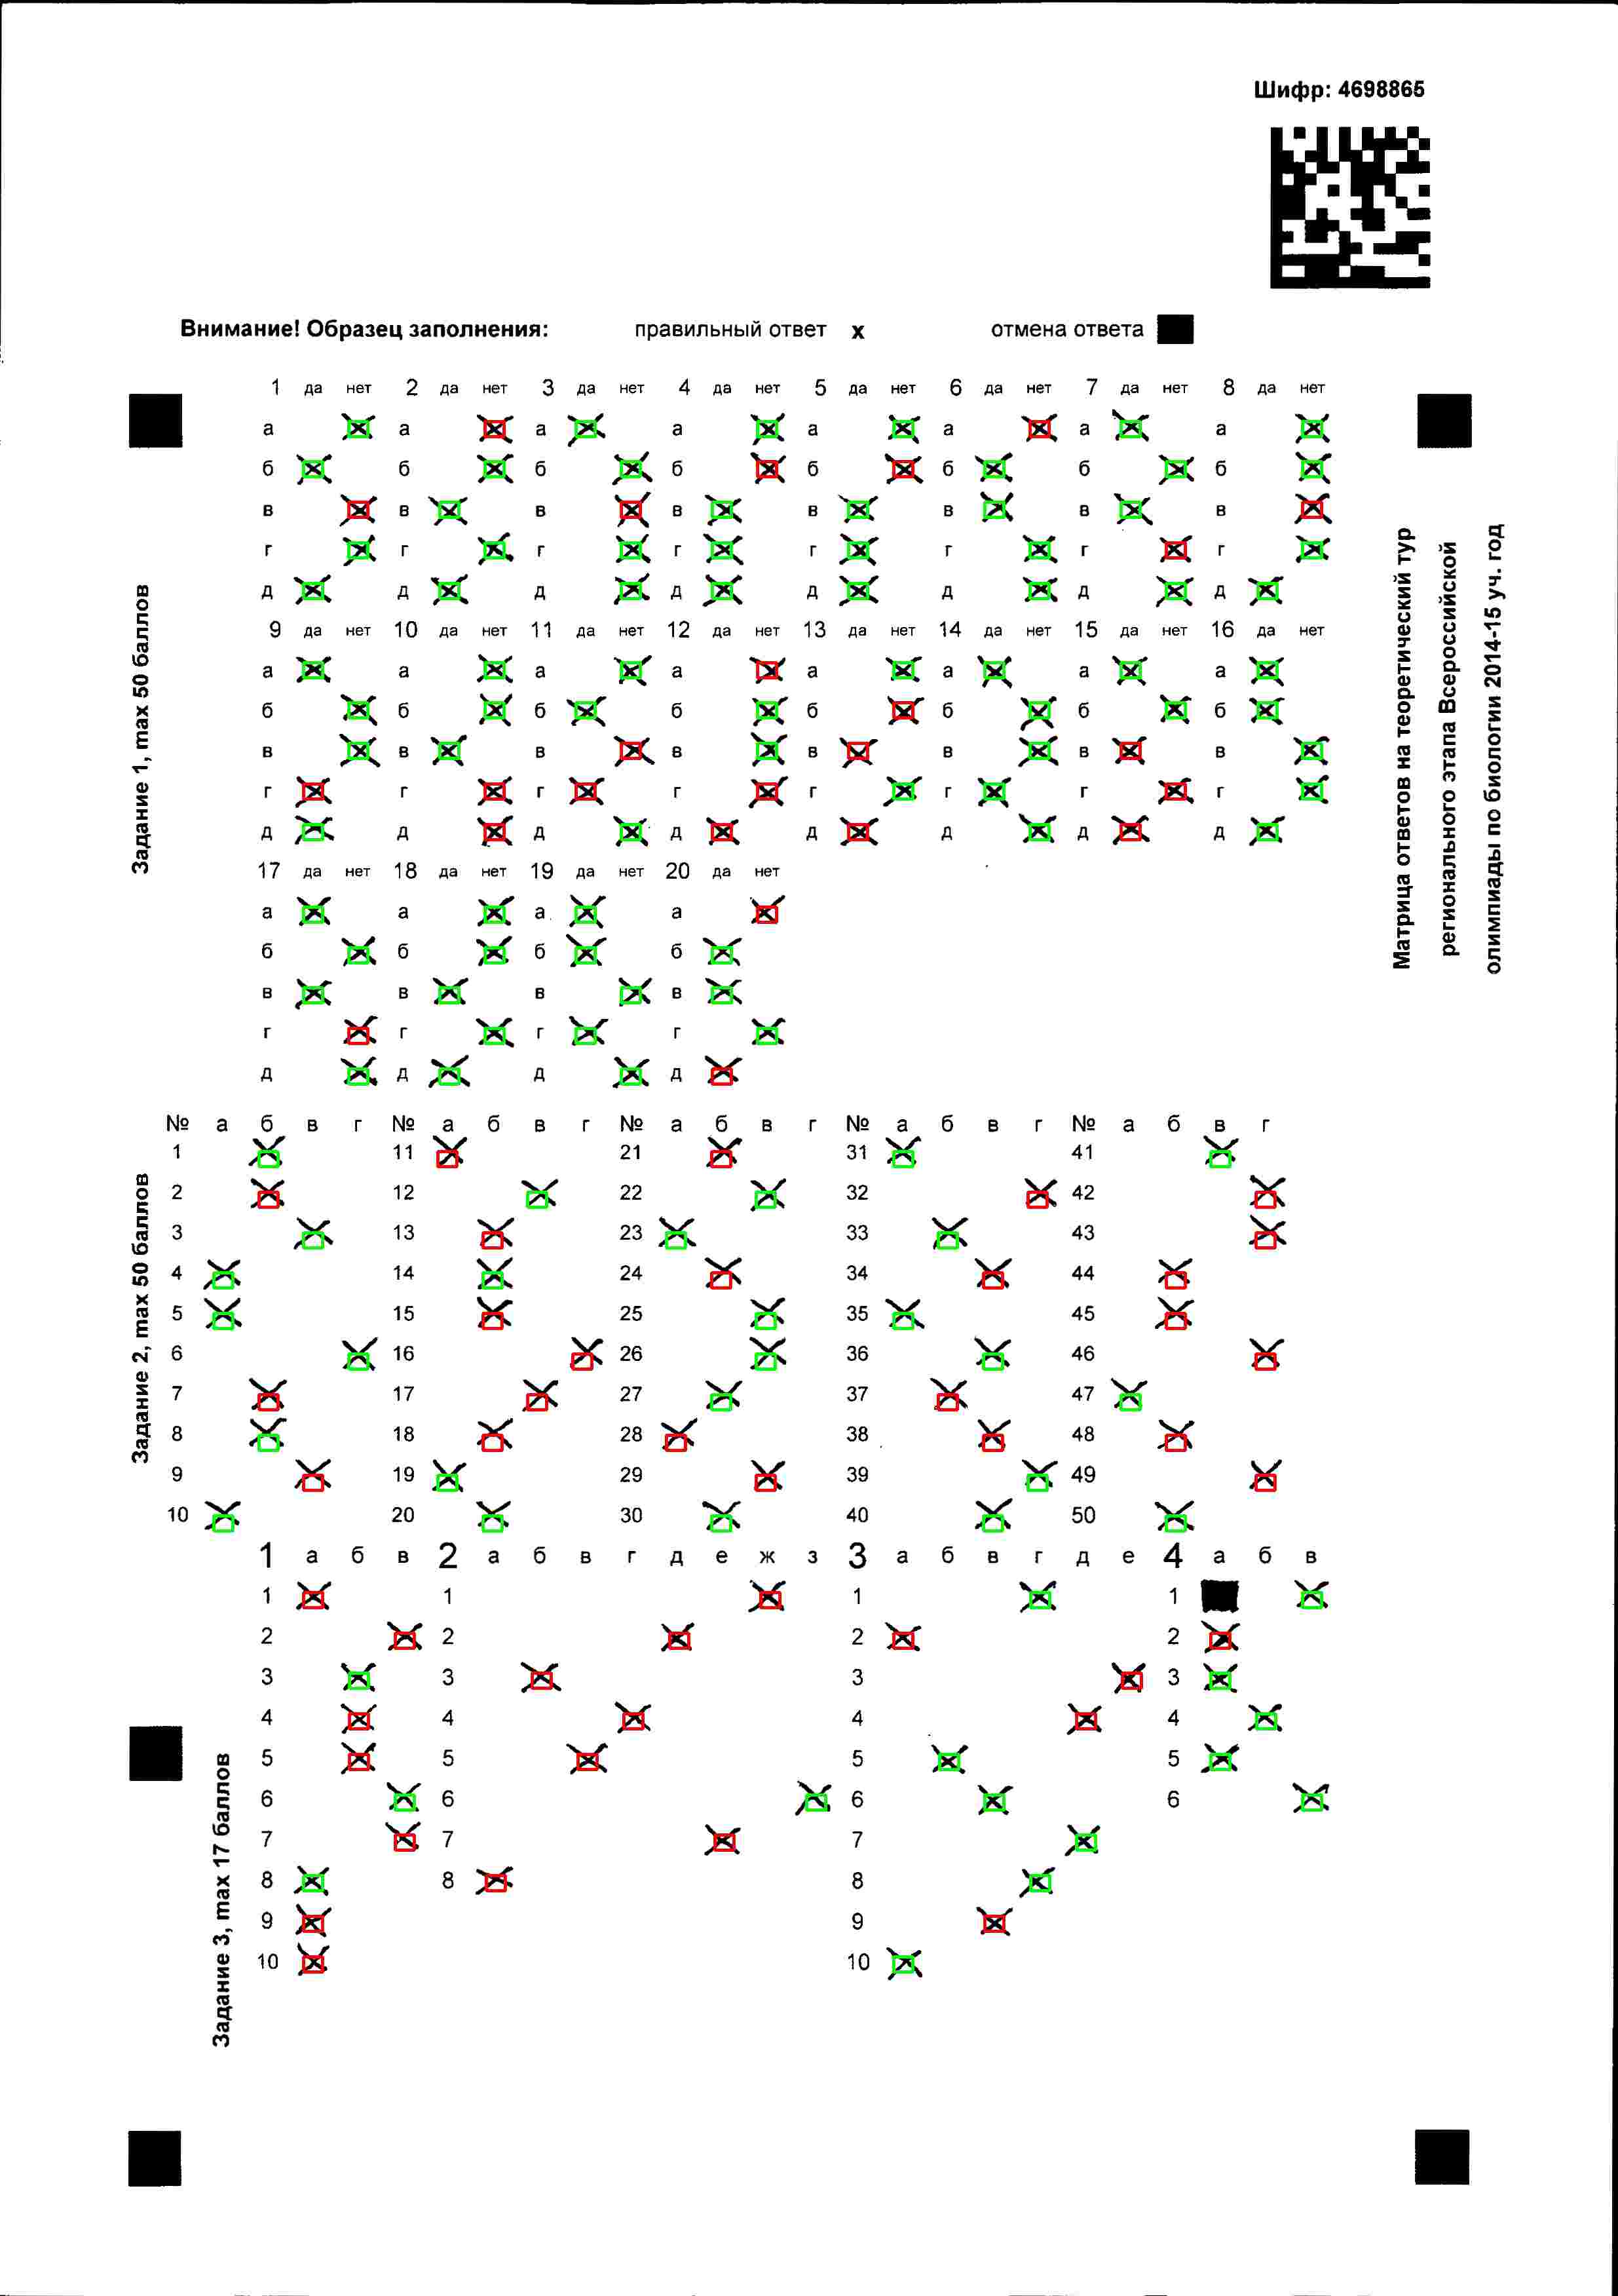 Шифр: 4698865
Внимание! Образец заполнения: правильный ответ x отмена ответа
Задание 1, max 50 баллов
1 да нет 2 да нет 3 да нет 4 да нет 5 да нет 6 да нет 7 да нет 8 да нет
а а а а а а а а
б б б б б б б б
в в в в в в в в
г г г г г г г г
д д д д д д д д
9 да нет 10 да нет 11 да нет 12 да нет 13 да нет 14 да нет 15 да нет 16 да нет
а а а а а а а а
б б б б б б б б
в в в в в в в в
г г г г г г г г
д д д д д д д д
17 да нет 18 да нет 19 да нет 20 да нет
а а а а
б б б б
в в в в
г г г г
д д д д
Матрица ответов на теоретический тур
регионального этапа Всероссийской
олимпиады по биологии 2014-15 уч. год
Задание 2, max 50 баллов
№ а б в г № а б в г № а б в г № а б в г № а б в г
1 11 21 31 41
2 12 22 32 42
3 13 23 33 43
4 14 24 34 44
5 15 25 35 45
6 16 26 36 46
7 17 27 37 47
8 18 28 38 48
9 19 29 39 49
10 20 30 40 50
Задание 3, max 17 баллов
1 а б в 2 а б в г д е ж з 3 а б в г д е 4 а б в
1 1 1 1
2 2 2 2
3 3 3 3
4 4 4 4
5 5 5 5
6 6 6 6
7 7 7
8 8 8
9 9
10 10